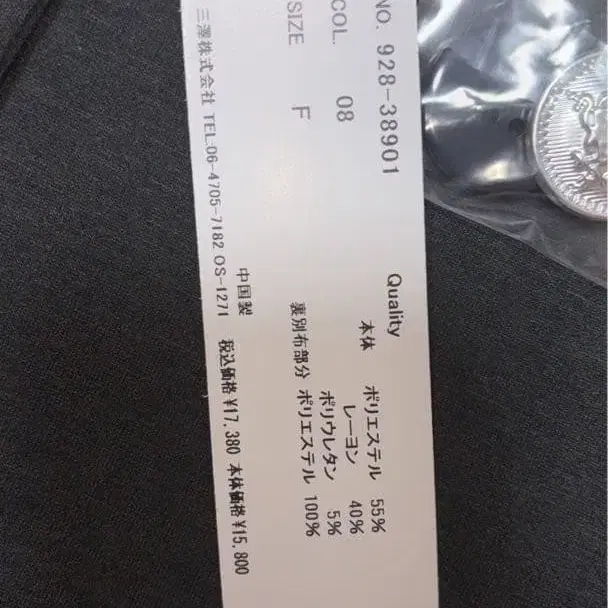 NO. 928-38901
COL. 08
SIZE F
Quality
本体 ポリエステル 55%
レーヨン 40%
ポリウレタン 5%
裏別布部分 ポリエステル 100%
中国製
税込価格 ¥17,380 本体価格 ¥15,800
三澤株式会社 TEL:06-4705-7182 OS-1271